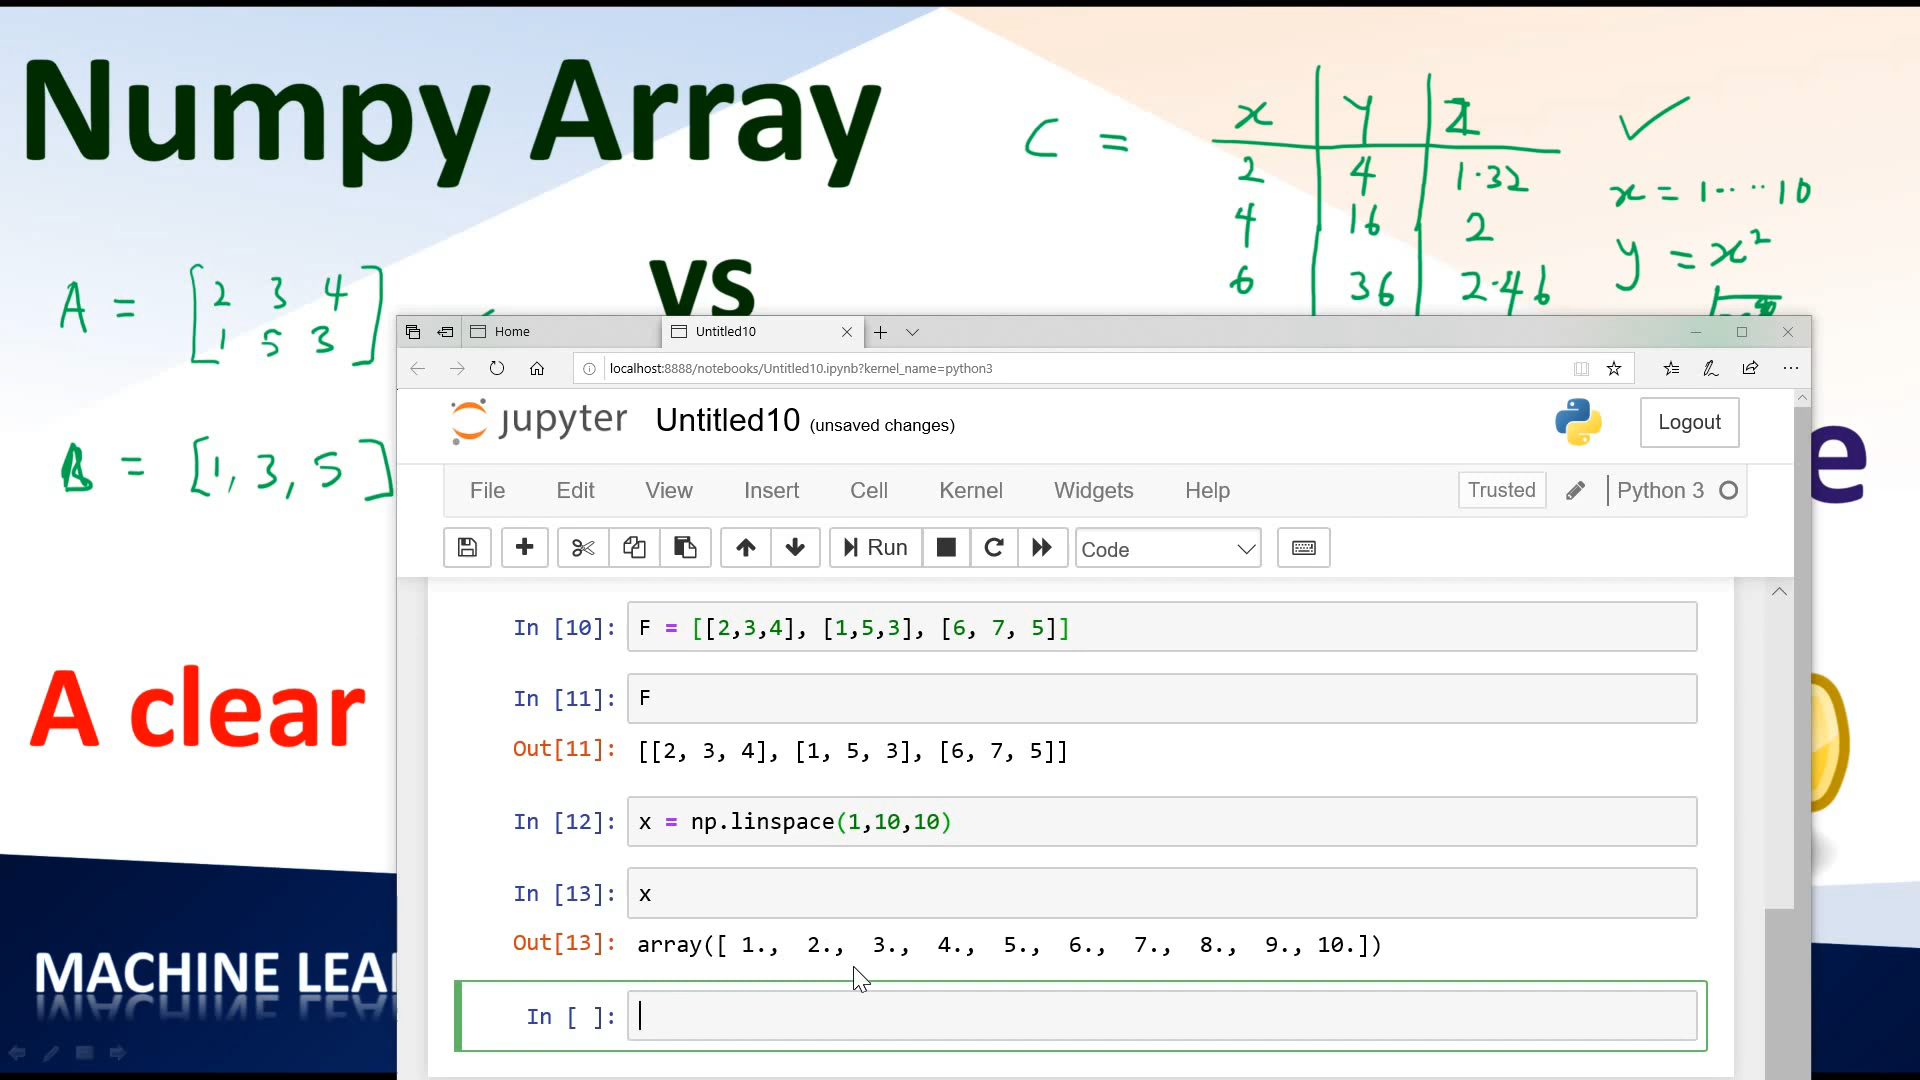 Numpy Array
vs
C =
x y z
2 4 1.32
4 16 2
6 36 2.46
x = 1.....10
y = x²
A = [2 3 4
1 5 3]
B = [1, 3, 5]
A clear
MACHINE LEA
e
Home
Untitled10
localhost:8888/notebooks/Untitled10.ipynb?kernel_name=python3
jupyter Untitled10 (unsaved changes)
Logout
File Edit View Insert Cell Kernel Widgets Help Trusted Python 3
Run Code
In [10]: F = [[2,3,4], [1,5,3], [6, 7, 5]]
In [11]: F
Out[11]: [[2, 3, 4], [1, 5, 3], [6, 7, 5]]
In [12]: x = np.linspace(1,10,10)
In [13]: x
Out[13]: array([ 1.,  2.,  3.,  4.,  5.,  6.,  7.,  8.,  9., 10.])
In [ ]: